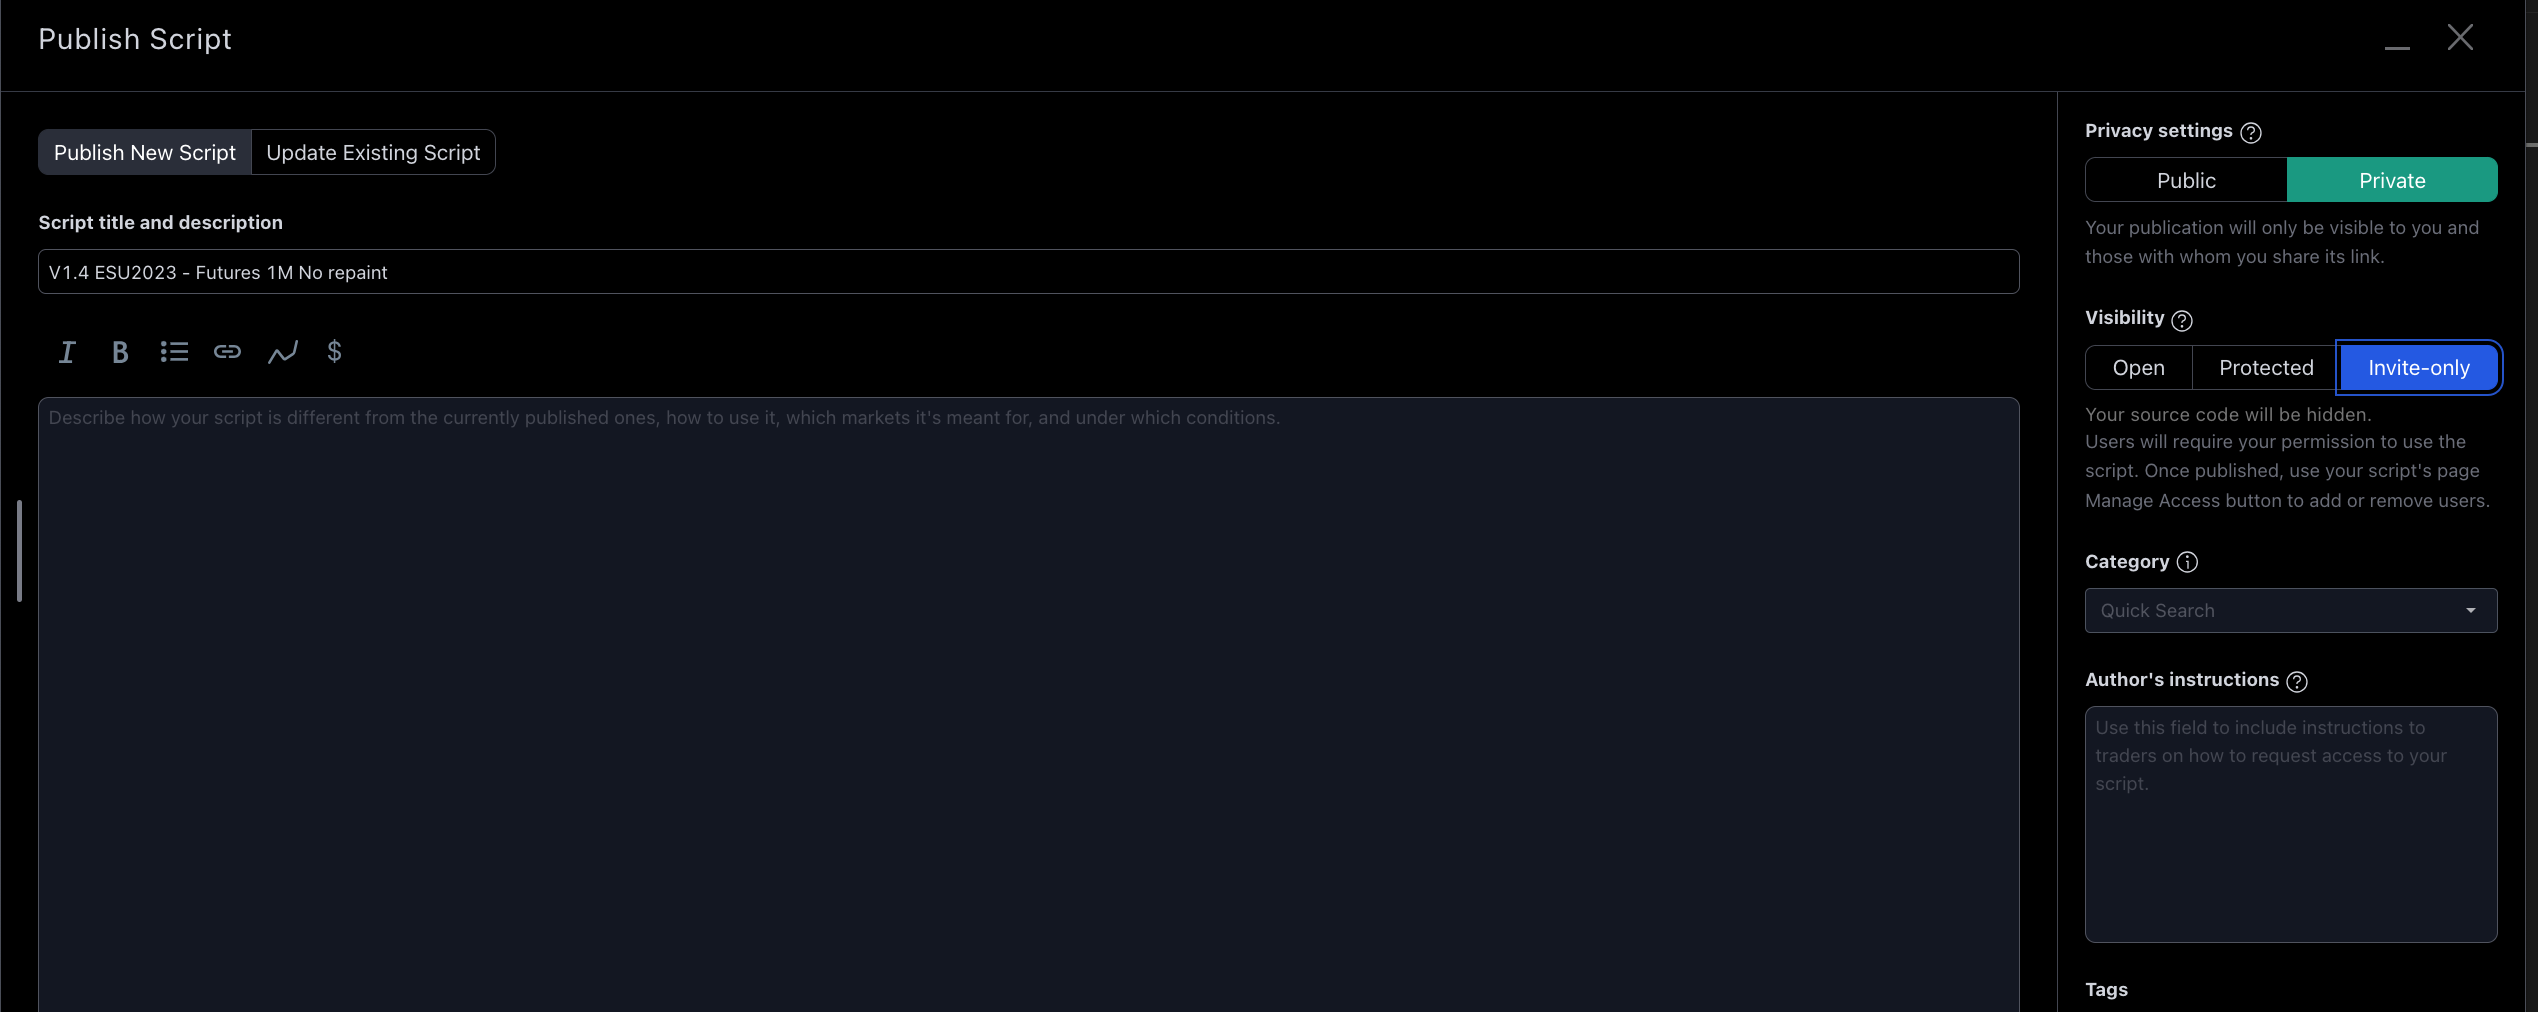 Publish Script
Publish New Script
Update Existing Script
Script title and description
V1.4 ESU2023 - Futures 1M No repaint
I B $
Describe how your script is different from the currently published ones, how to use it, which markets it's meant for, and under which conditions.
Privacy settings ?
Public
Private
Your publication will only be visible to you and
those with whom you share its link.
Visibility ?
Open
Protected
Invite-only
Your source code will be hidden.
Users will require your permission to use the
script. Once published, use your script's page
Manage Access button to add or remove users.
Category i
Quick Search
Author's instructions ?
Use this field to include instructions to
traders on how to request access to your
script.
Tags